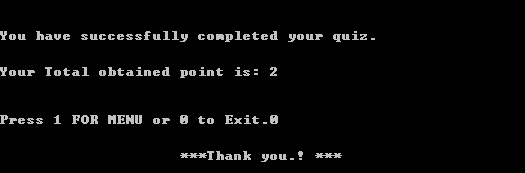 You have successfully completed your quiz.
Your Total obtained point is: 2
Press 1 FOR MENU or 0 to Exit.0
***Thank you.! ***